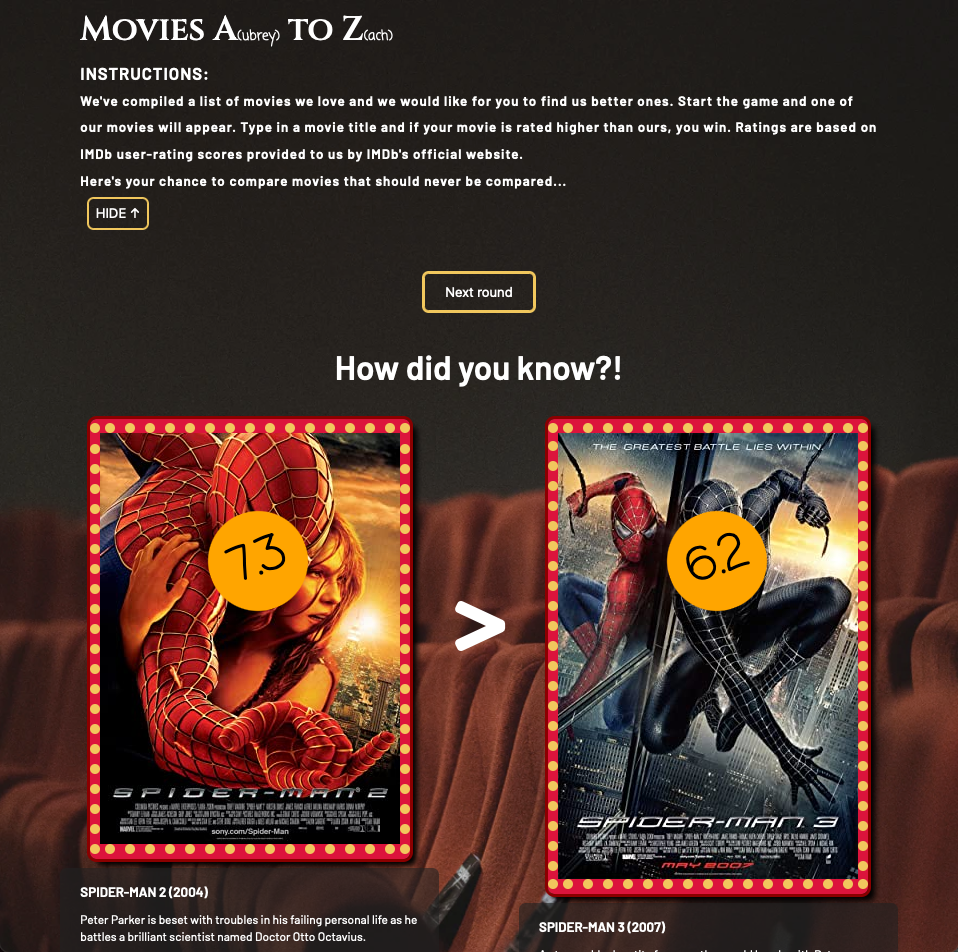 Movies A(ubrey) to Z(ach)
INSTRUCTIONS:
We've compiled a list of movies we love and we would like for you to find us better ones. Start the game and one of
our movies will appear. Type in a movie title and if your movie is rated higher than ours, you win. Ratings are based on
IMDb user-rating scores provided to us by IMDb's official website.
Here's your chance to compare movies that should never be compared...
HIDE ↑
Next round
How did you know?!
THE GREATEST BATTLE LIES WITHIN.
7.3
>
6.2
SPIDER-MAN 2
sony.com/Spider-Man
SPIDER-MAN 3
MAY 2007
SPIDER-MAN 2 (2004)
Peter Parker is beset with troubles in his failing personal life as he
battles a brilliant scientist named Doctor Otto Octavius.
SPIDER-MAN 3 (2007)